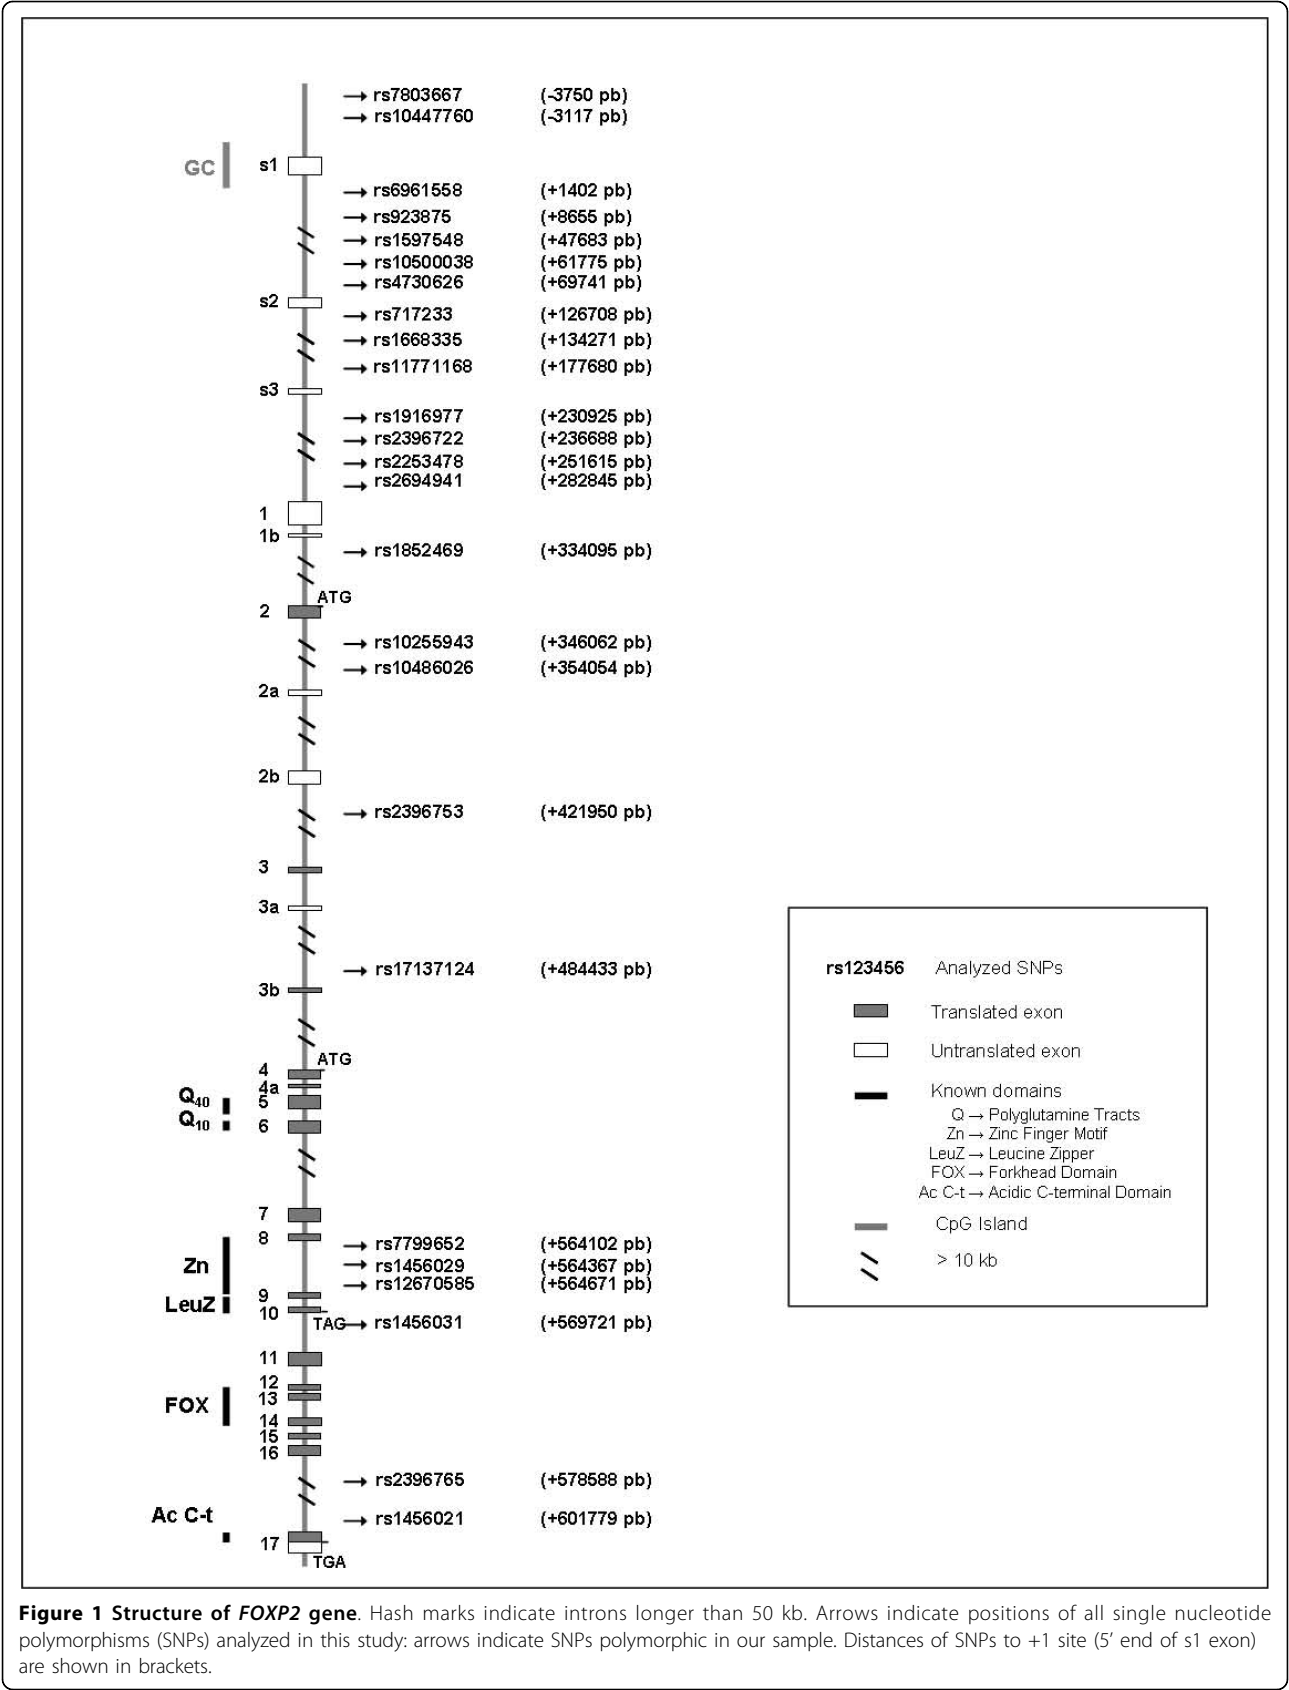 rs7803667 (-3750 pb)
rs10447760 (-3117 pb)
GC
s1
rs6961558 (+1402 pb)
rs923875 (+8655 pb)
rs1597548 (+47683 pb)
rs10500038 (+61775 pb)
rs4730626 (+69741 pb)
s2
rs717233 (+126708 pb)
rs1668335 (+134271 pb)
rs11771168 (+177680 pb)
s3
rs1916977 (+230925 pb)
rs2396722 (+236688 pb)
rs2253478 (+251615 pb)
rs2694941 (+282845 pb)
1
1b
rs1852469 (+334095 pb)
ATG
2
rs10255943 (+346062 pb)
rs10486026 (+354054 pb)
2a
2b
rs2396753 (+421950 pb)
3
3a
rs17137124 (+484433 pb)
3b
ATG
4
4a
Q40
5
Q10
6
7
8
rs7799652 (+564102 pb)
Zn
rs1456029 (+564367 pb)
rs12670585 (+564671 pb)
9
LeuZ
10
TAG
rs1456031 (+569721 pb)
11
12
13
FOX
14
15
16
rs2396765 (+578588 pb)
Ac C-t
rs1456021 (+601779 pb)
17
TGA
rs123456 Analyzed SNPs
Translated exon
Untranslated exon
Known domains
Q → Polyglutamine Tracts
Zn → Zinc Finger Motif
LeuZ → Leucine Zipper
FOX → Forkhead Domain
Ac C-t → Acidic C-terminal Domain
CpG Island
> 10 kb
Figure 1 Structure of FOXP2 gene. Hash marks indicate introns longer than 50 kb. Arrows indicate positions of all single nucleotide
polymorphisms (SNPs) analyzed in this study: arrows indicate SNPs polymorphic in our sample. Distances of SNPs to +1 site (5’ end of s1 exon)
are shown in brackets.